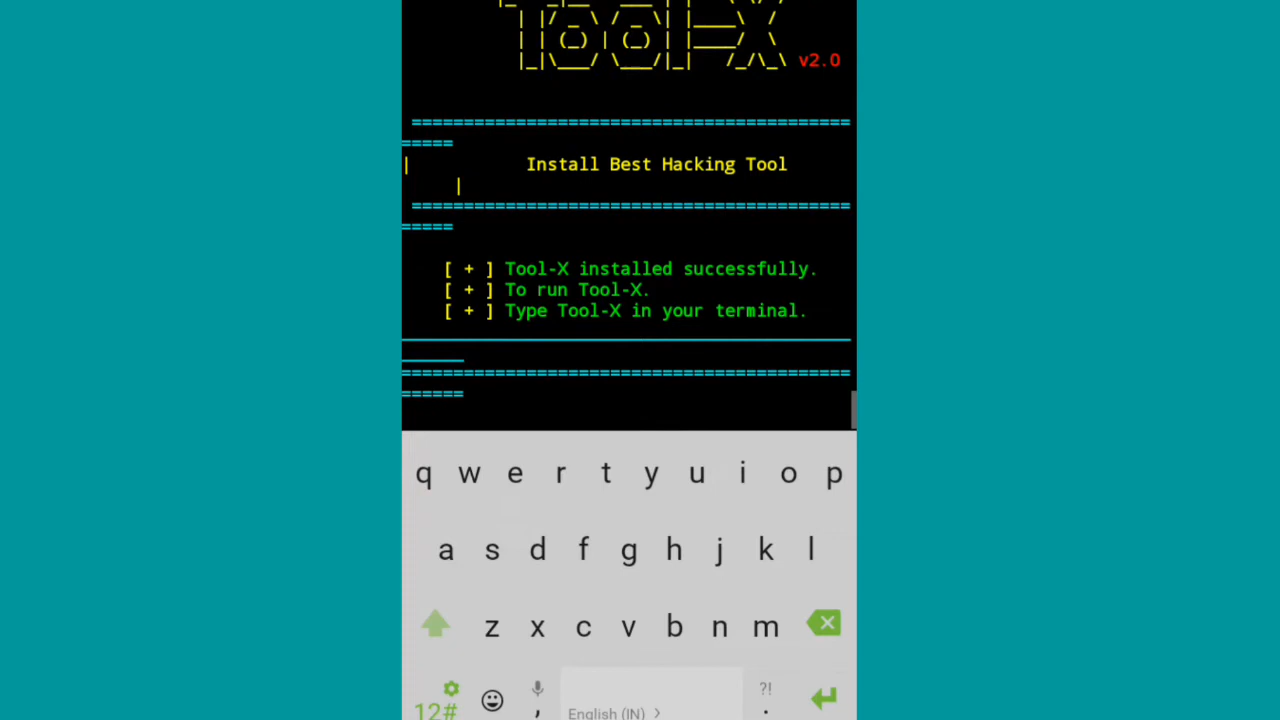 Tool-X v2.0
=====
| Install Best Hacking Tool
|
=====
[ + ] Tool-X installed successfully.
[ + ] To run Tool-X.
[ + ] Type Tool-X in your terminal.
======
q w e r t y u i o p
a s d f g h j k l
z x c v b n m
12# , English (IN) > ?! .